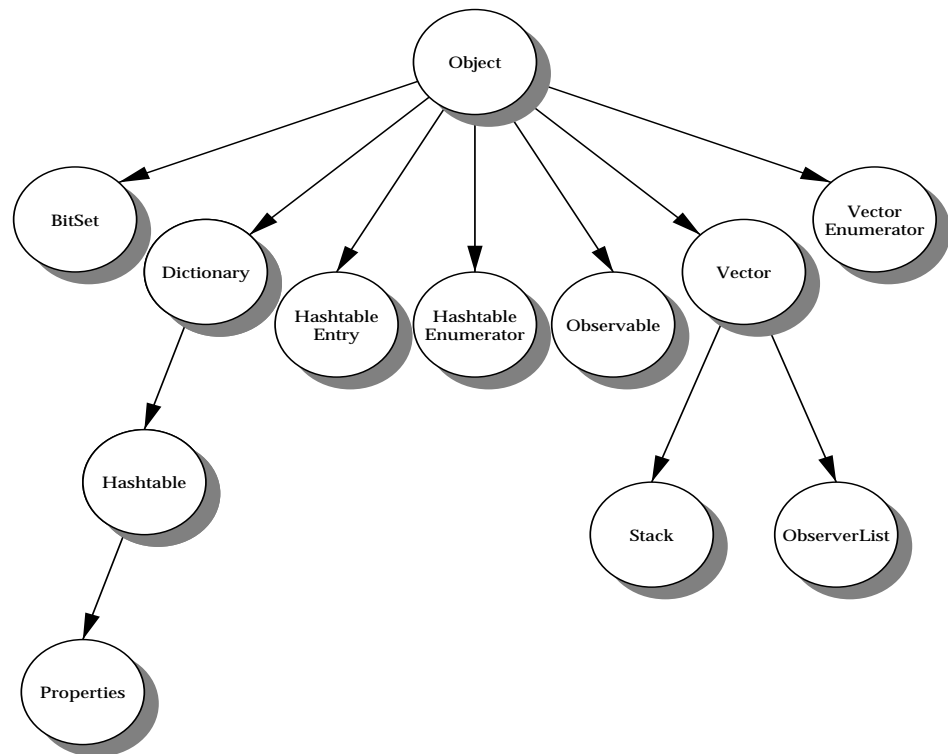 Object
BitSet
Vector
Enumerator
Dictionary
Vector
Hashtable
Entry
Hashtable
Enumerator
Observable
Hashtable
Stack
ObserverList
Properties